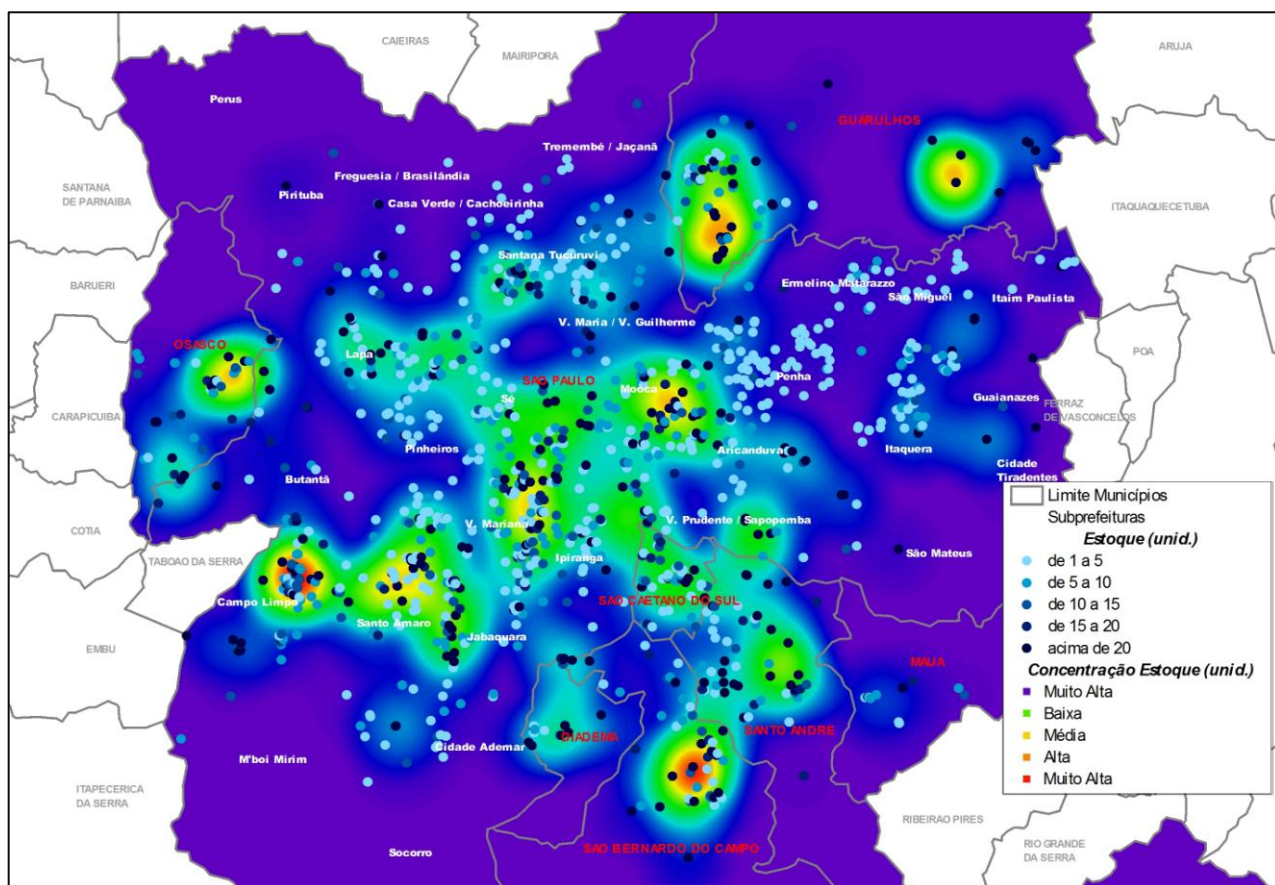 CAIEIRAS
MAIRIPORA
ARUJA
Perus
GUARULHOS
Tremembé / Jaçanã
Freguesia / Brasilândia
SANTANA
DE PARNAIBA
Pirituba
Casa Verde / Cachoeirinha
ITAQUAQUECETUBA
Santana Tucuruvi
BARUERI
Ermelino Matarazzo
São Miguel
Itaim Paulista
V. Maria / V. Guilherme
OSASCO
Lapa
POA
SAO PAULO
Mooca
Penha
Sé
Guaianazes
FERRAZ
DE VASCONCELOS
CARAPICUIBA
Pinheiros
Aricanduva
Itaquera
Cidade
Tiradentes
Butantã
COTIA
V. Mariana
V. Prudente / Sapopemba
TABOAO DA SERRA
Ipiranga
São Mateus
Campo Limpo
SAO CAETANO DO SUL
Santo Amaro
Jabaquara
EMBU
MAUA
SANTO ANDRE
DIADEMA
Cidade Ademar
M'boi Mirim
ITAPECERICA
DA SERRA
RIBEIRAO PIRES
Socorro
SAO BERNARDO DO CAMPO
RIO GRANDE
DA SERRA
Limite Municípios
Subprefeituras
Estoque (unid.)
de 1 a 5
de 5 a 10
de 10 a 15
de 15 a 20
acima de 20
Concentração Estoque (unid.)
Muito Alta
Baixa
Média
Alta
Muito Alta